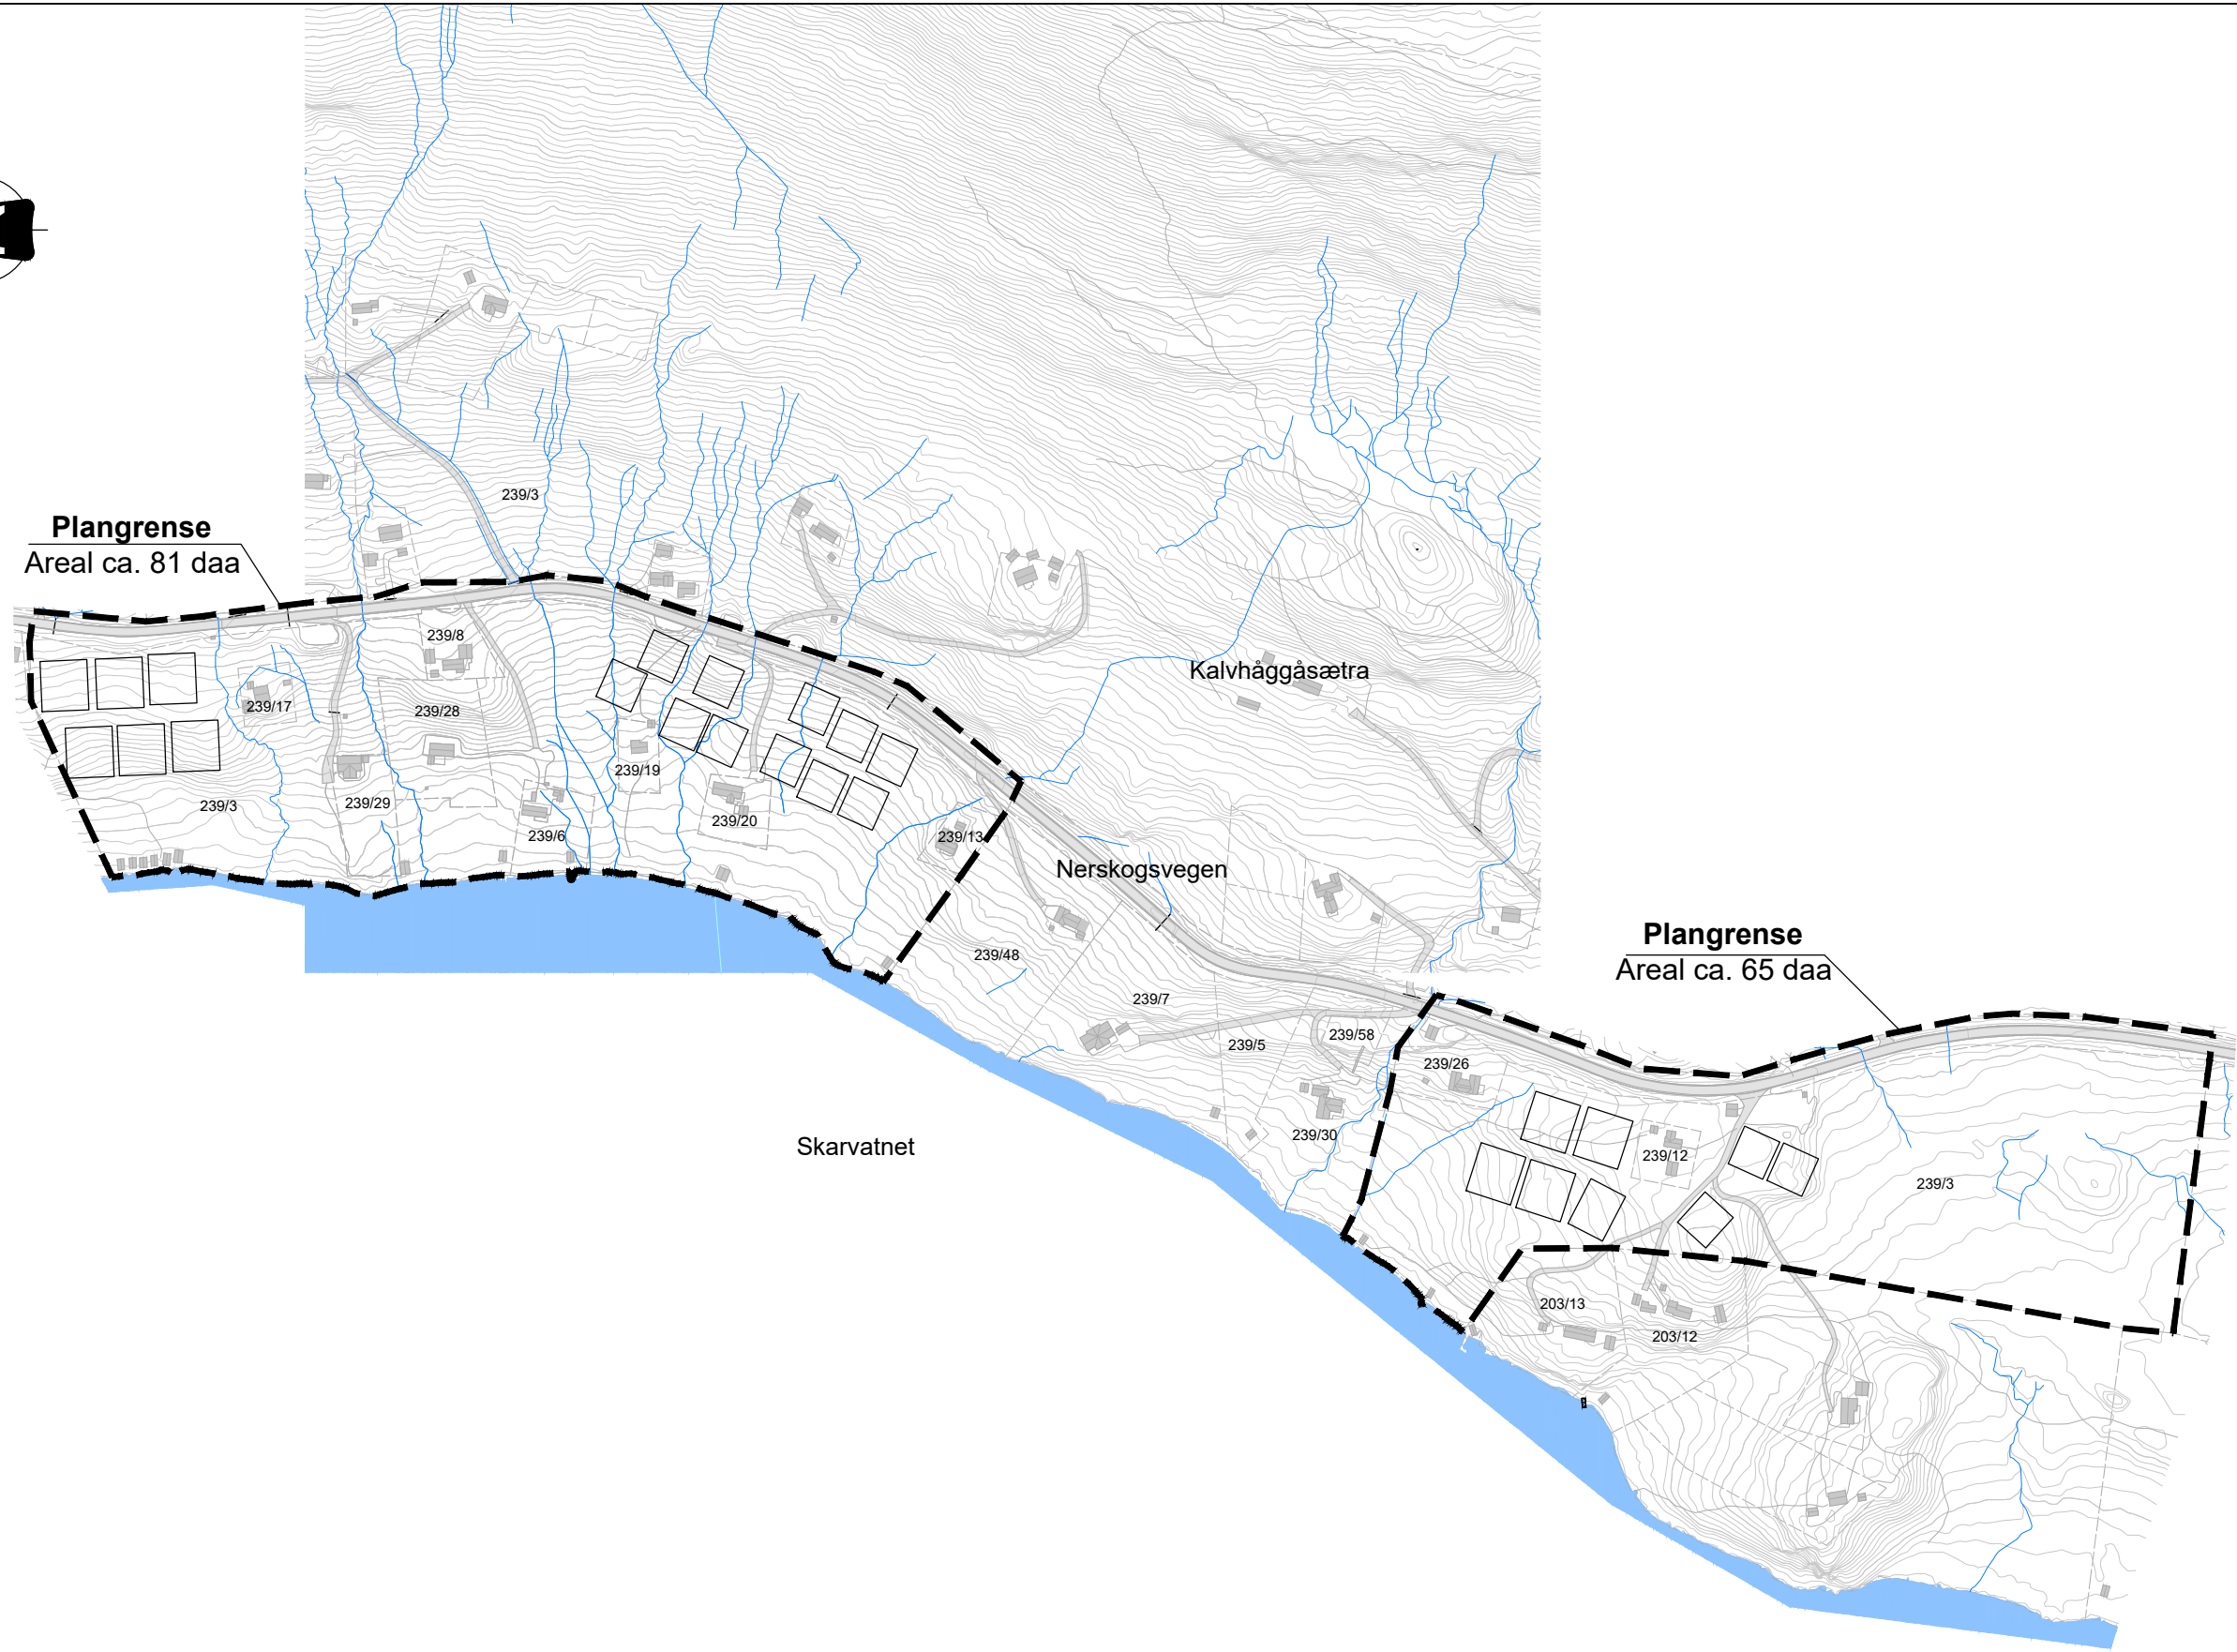 239/3
Plangrense
Areal ca. 81 daa
239/8
Kalvhåggåsætra
239/17
239/28
239/19
239/3
239/29
239/20
239/6
239/13
Nerskogsvegen
Plangrense
Areal ca. 65 daa
239/48
239/7
239/58
239/5
239/26
239/30
Skarvatnet
239/12
239/3
203/13
203/12